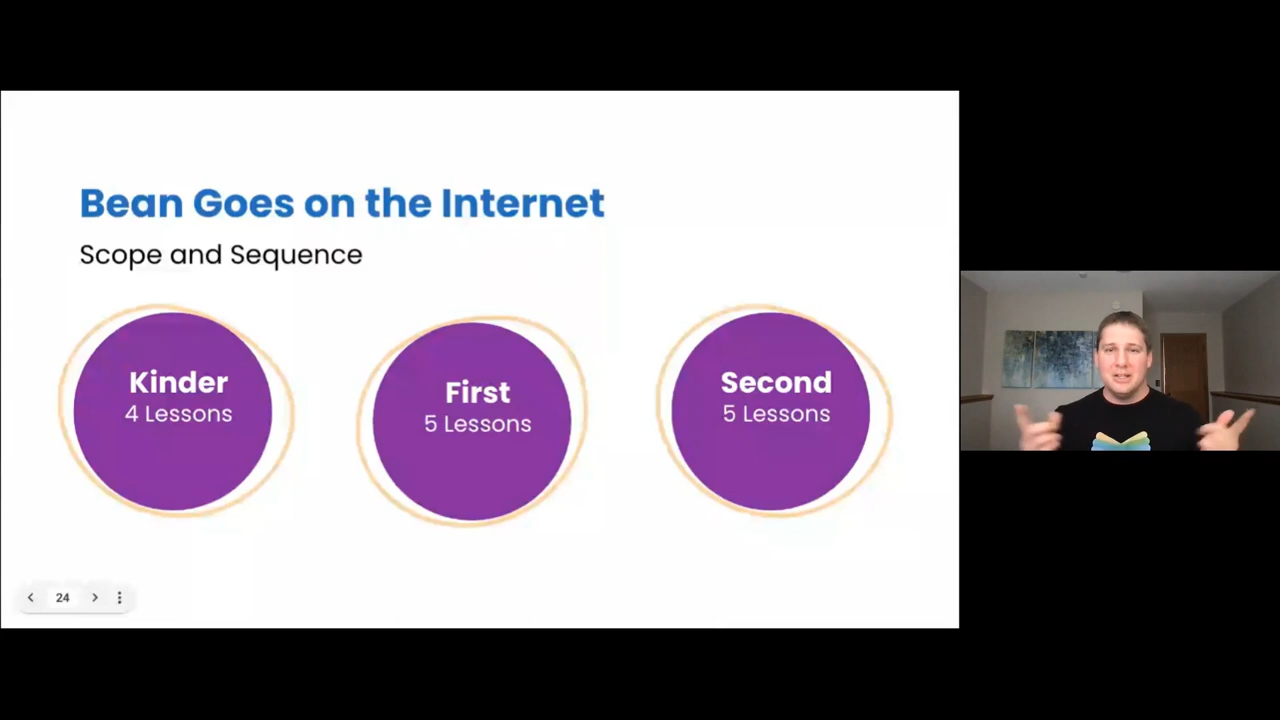 Bean Goes on the Internet
Scope and Sequence
Kinder
4 Lessons
First
5 Lessons
Second
5 Lessons
24